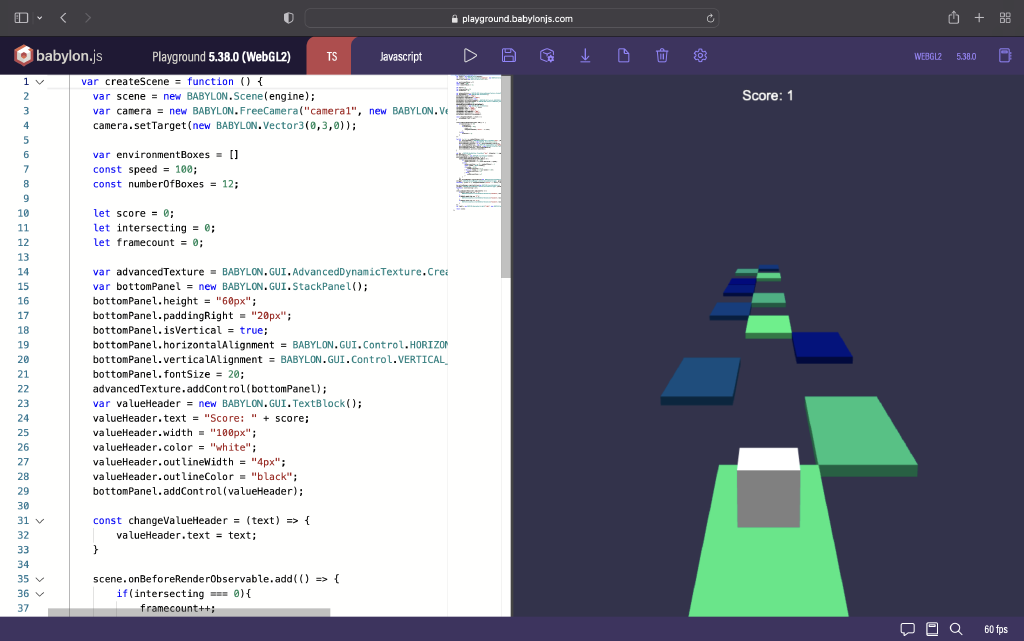 playground.babylonjs.com
babylon.js
Playground 5.38.0 (WebGL2)
TS
Javascript
WEBGL2
5.38.0
1 var createScene = function () {
2 var scene = new BABYLON.Scene(engine);
3 var camera = new BABYLON.FreeCamera("camera1", new BABYLON.Ve
4 camera.setTarget(new BABYLON.Vector3(0,3,0));
5
6 var environmentBoxes = []
7 const speed = 100;
8 const numberOfBoxes = 12;
9
10 let score = 0;
11 let intersecting = 0;
12 let framecount = 0;
13
14 var advancedTexture = BABYLON.GUI.AdvancedDynamicTexture.Crea
15 var bottomPanel = new BABYLON.GUI.StackPanel();
16 bottomPanel.height = "60px";
17 bottomPanel.paddingRight = "20px";
18 bottomPanel.isVertical = true;
19 bottomPanel.horizontalAlignment = BABYLON.GUI.Control.HORIZON
20 bottomPanel.verticalAlignment = BABYLON.GUI.Control.VERTICAL_
21 bottomPanel.fontSize = 20;
22 advancedTexture.addControl(bottomPanel);
23 var valueHeader = new BABYLON.GUI.TextBlock();
24 valueHeader.text = "Score: " + score;
25 valueHeader.width = "100px";
26 valueHeader.color = "white";
27 valueHeader.outlineWidth = "4px";
28 valueHeader.outlineColor = "black";
29 bottomPanel.addControl(valueHeader);
30
31 const changeValueHeader = (text) => {
32 valueHeader.text = text;
33 }
34
35 scene.onBeforeRenderObservable.add(() => {
36 if(intersecting === 0){
37 framecount++;
Score: 1
60 fps